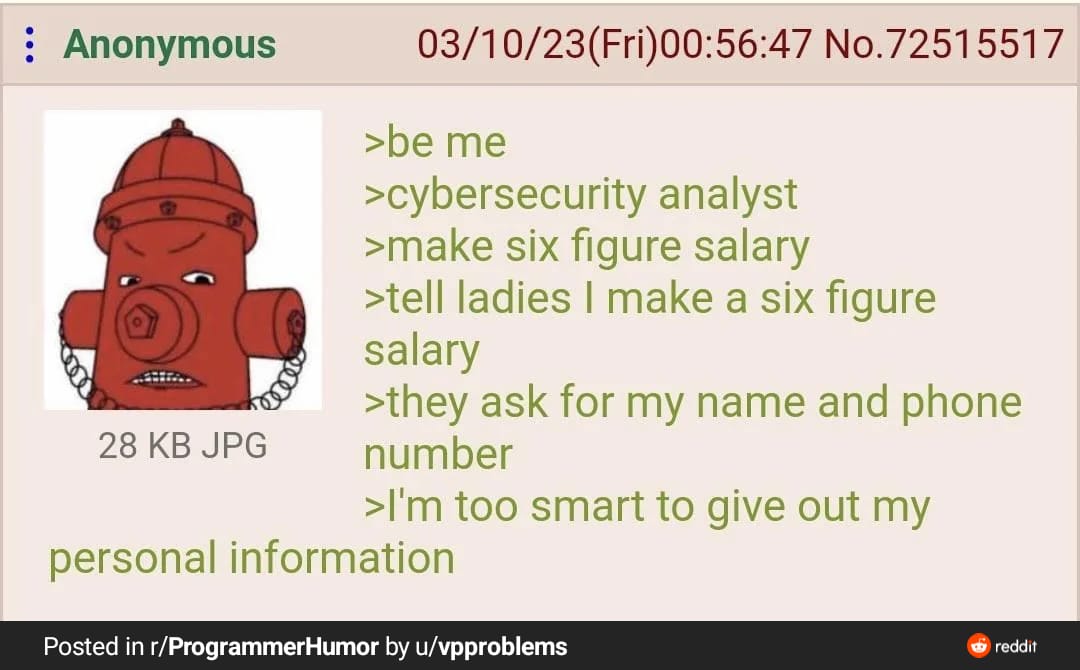 Anonymous 03/10/23(Fri)00:56:47 No.72515517
>be me
>cybersecurity analyst
>make six figure salary
>tell ladies I make a six figure
salary
>they ask for my name and phone
number
>I'm too smart to give out my
personal information
28 KB JPG
Posted in r/ProgrammerHumor by u/vpproblems
reddit